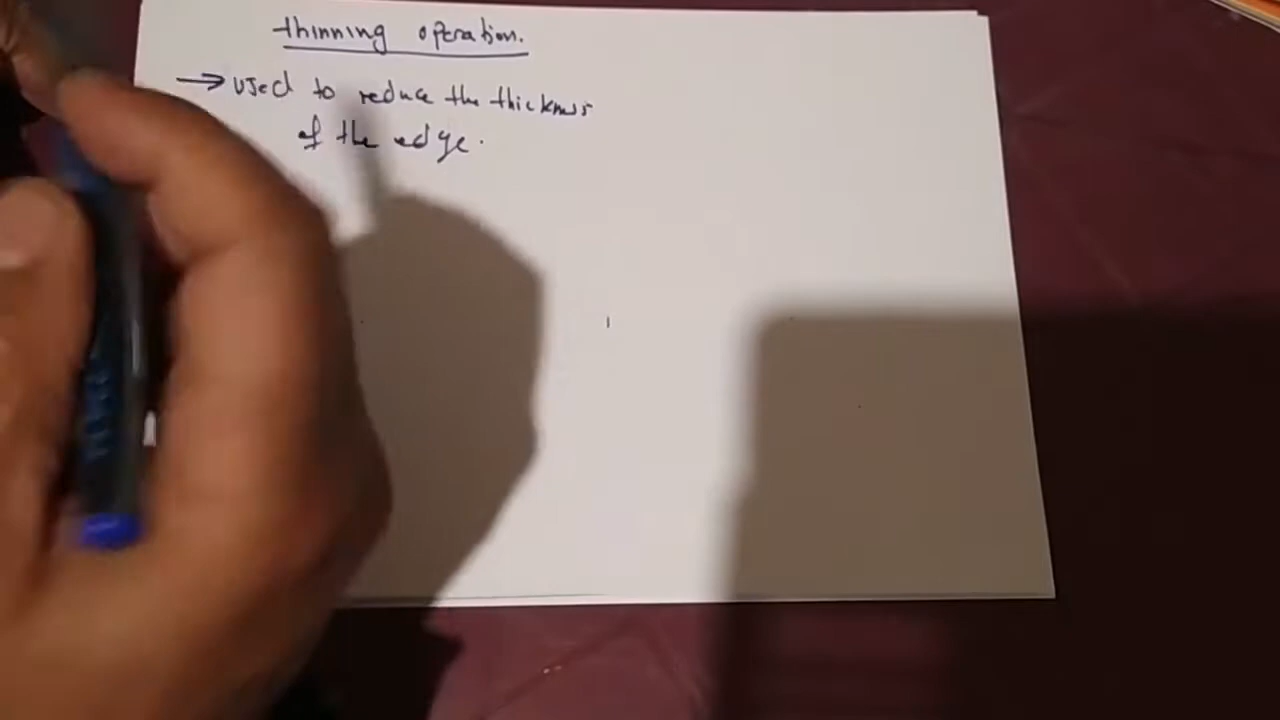 thinning operation.
→ used to reduce the thickness
of the edge.